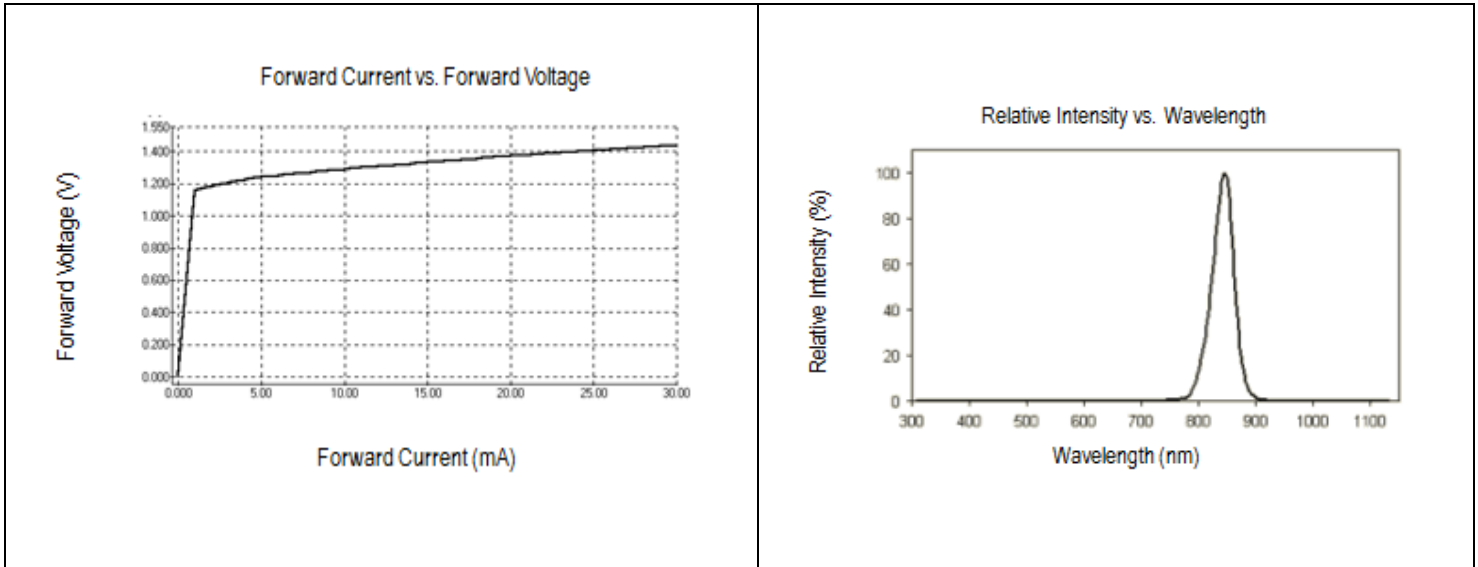 Forward Current vs. Forward Voltage
1.550
1.400
1.200
1.000
0.800
0.600
0.400
0.200
0.000
0.000 5.00 10.00 15.00 20.00 25.00 30.00
Forward Voltage (V)
Forward Current (mA)
Relative Intensity vs. Wavelength
100
80
60
40
20
0
300 400 500 600 700 800 900 1000 1100
Relative Intensity (%)
Wavelength (nm)